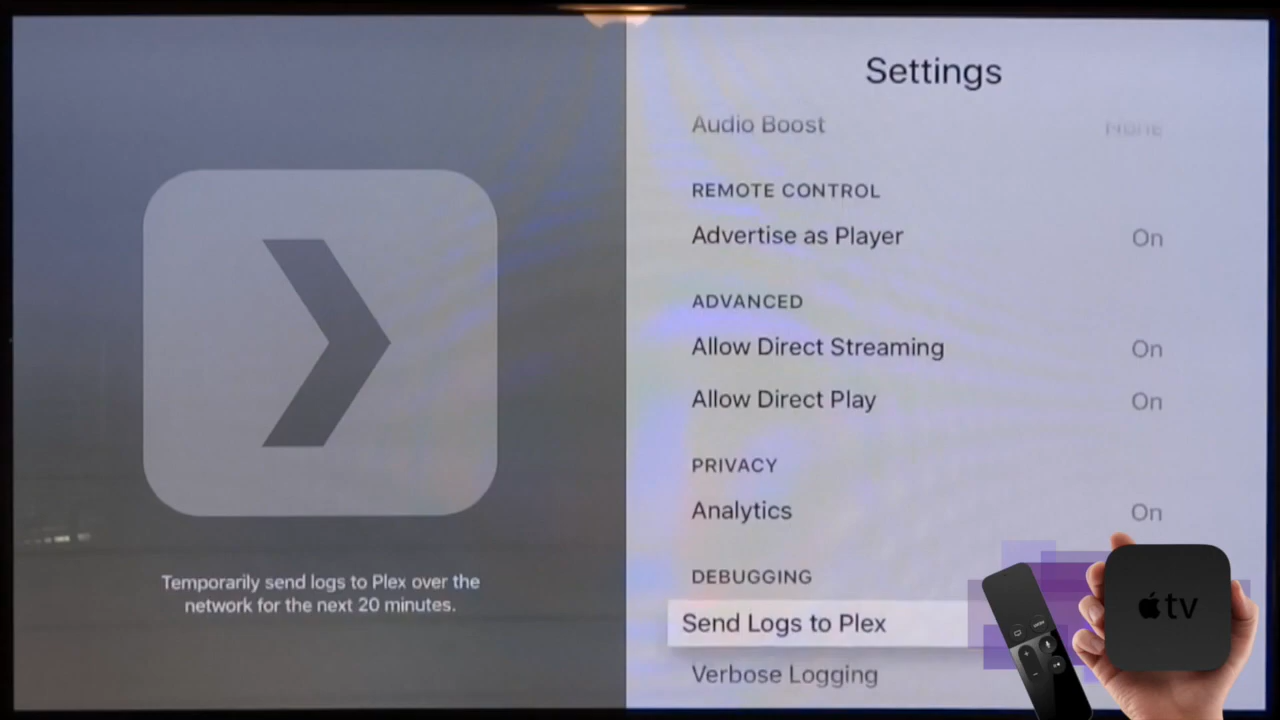 Settings
Audio Boost None
REMOTE CONTROL
Advertise as Player On
ADVANCED
Allow Direct Streaming On
Allow Direct Play On
PRIVACY
Analytics On
DEBUGGING
Temporarily send logs to Plex over the
network for the next 20 minutes.
Send Logs to Plex
Verbose Logging
tv